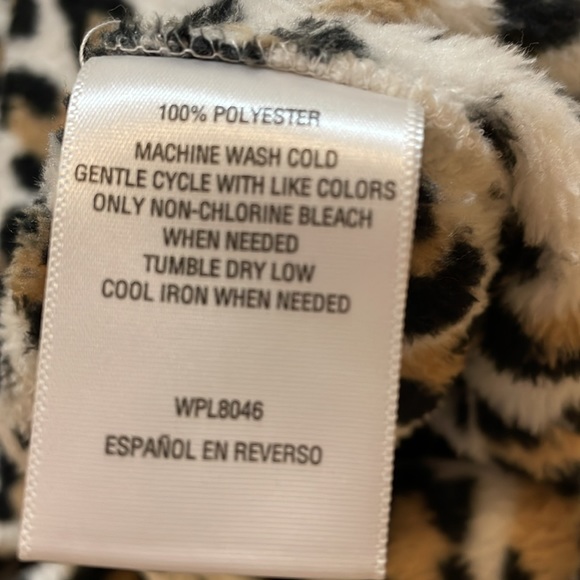 100% POLYESTER
MACHINE WASH COLD
GENTLE CYCLE WITH LIKE COLORS
ONLY NON-CHLORINE BLEACH
WHEN NEEDED
TUMBLE DRY LOW
COOL IRON WHEN NEEDED
WPL8046
ESPAÑOL EN REVERSO